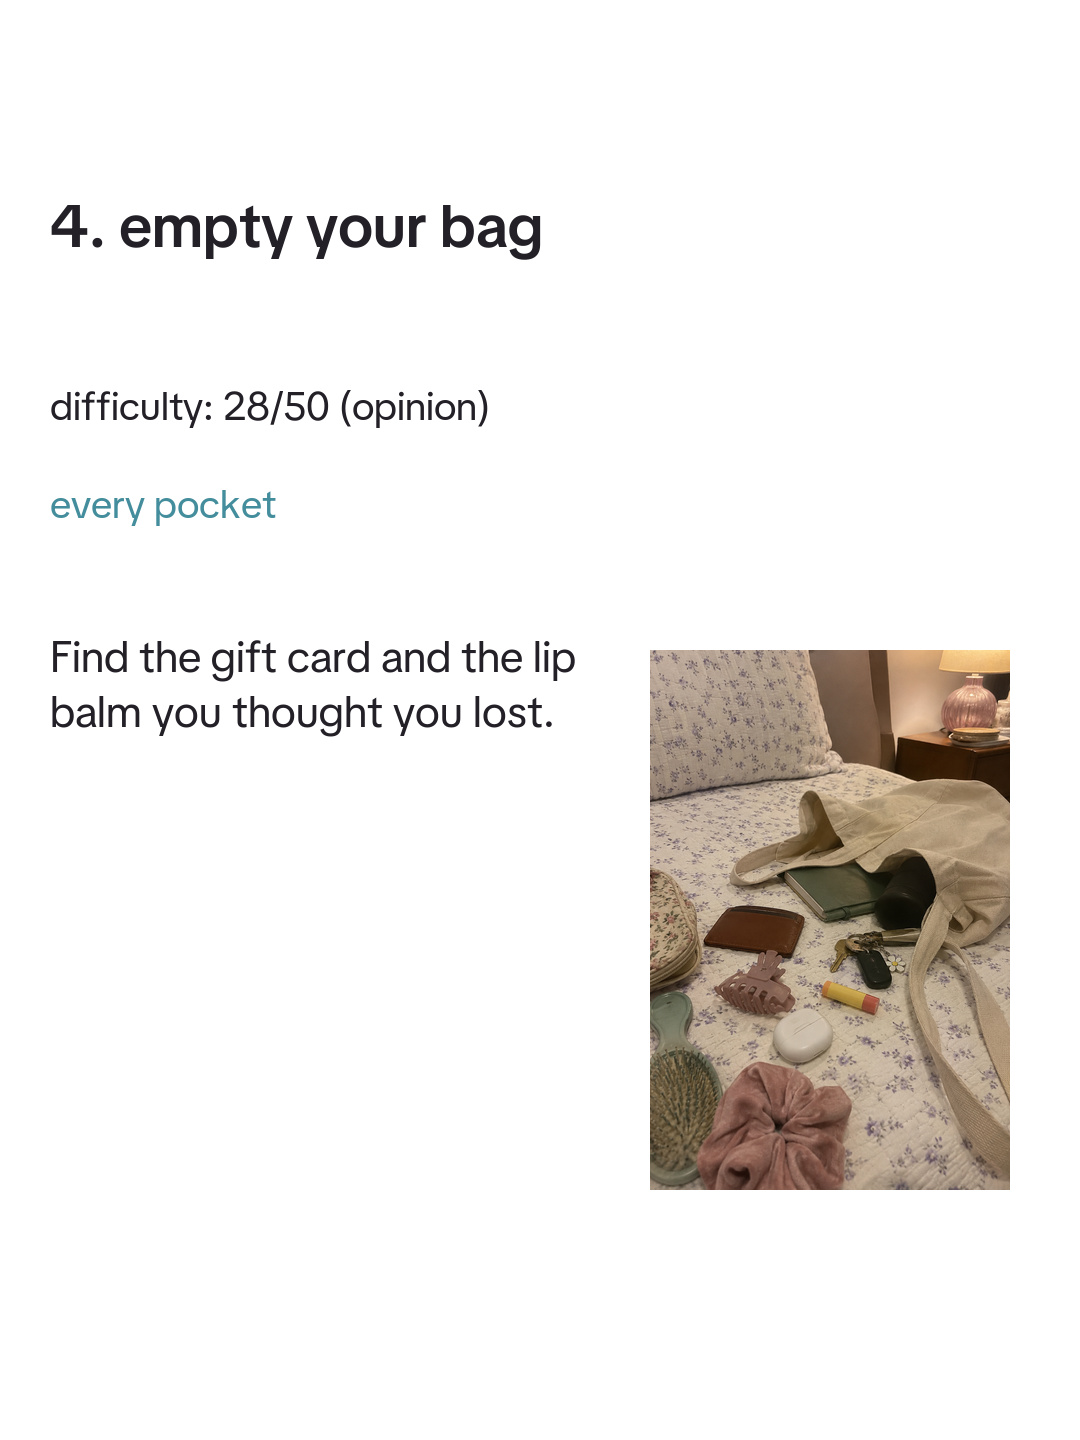 4. empty your bag
difficulty: 28/50 (opinion)
every pocket
Find the gift card and the lip
balm you thought you lost.